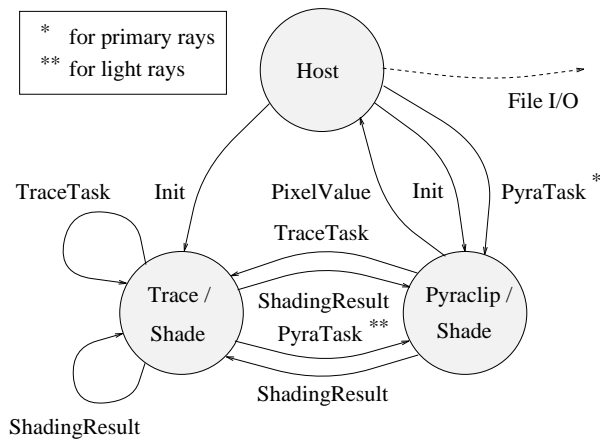 * for primary rays
** for light rays
Host
File I/O
TraceTask
Init
PixelValue
Init
PyraTask *
TraceTask
Trace /
Shade
ShadingResult
PyraTask **
Pyraclip /
Shade
ShadingResult
ShadingResult